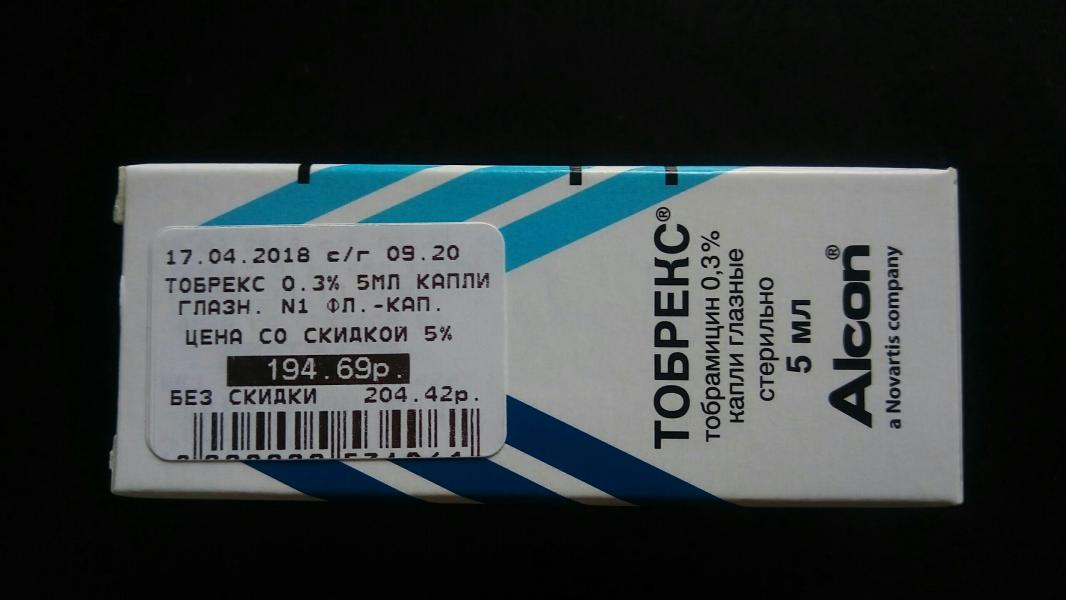 17.04.2018 с/г 09.20
ТОБРЕКС 0.3% 5МЛ КАПЛИ
ГЛАЗН. N1 ФЛ.-КАП.
ЦЕНА СО СКИДКОЙ 5%
194.69р.
БЕЗ СКИДКИ 204.42р.
ТОБРЕКС®
тобрамицин 0,3%
капли глазные
стерильно
5 мл
Alcon®
a Novartis company